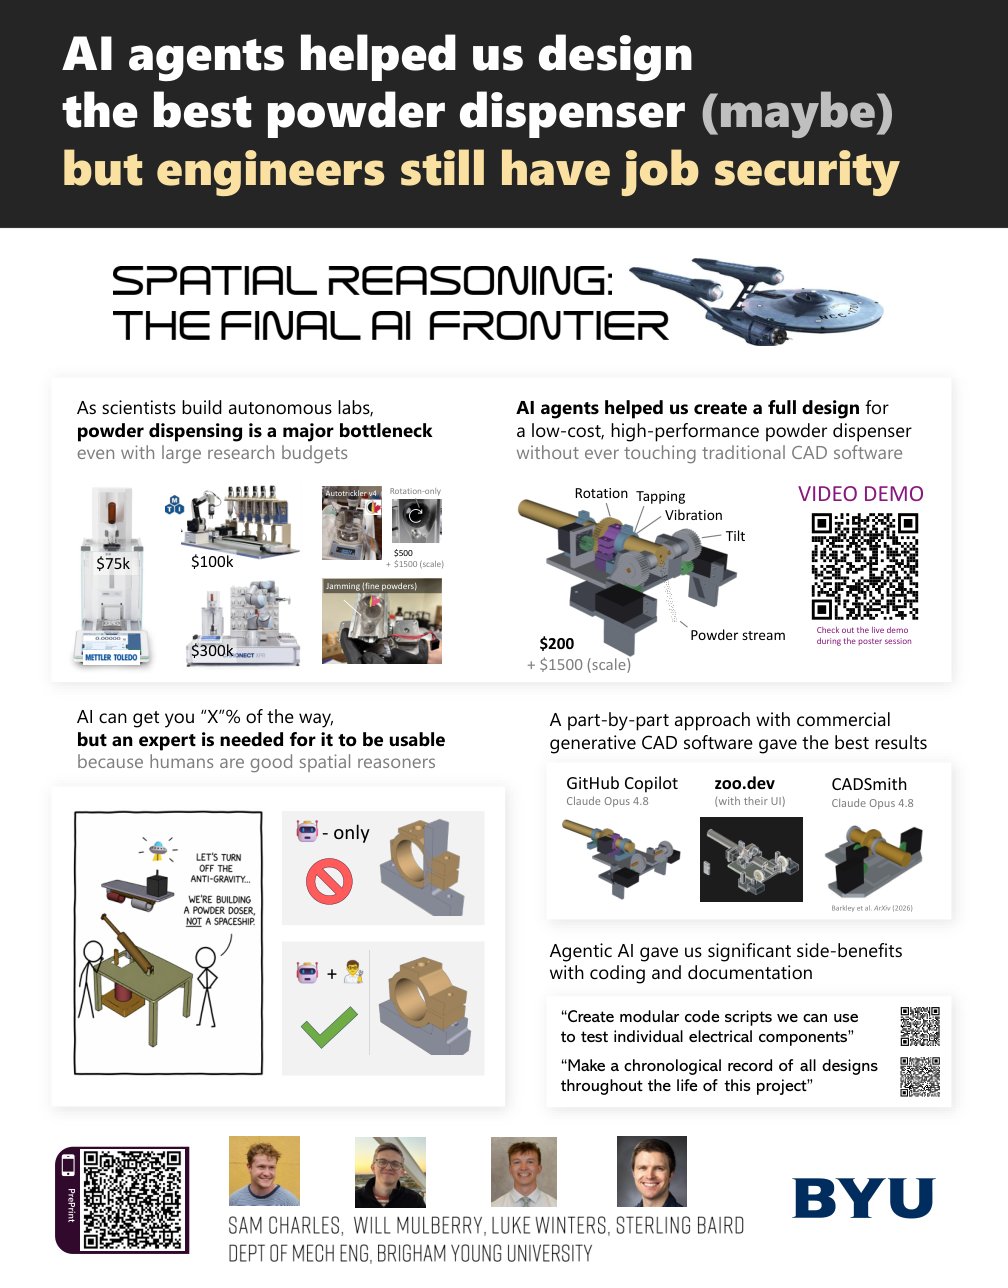 AI agents helped us design
the best powder dispenser (maybe)
but engineers still have job security
SPATIAL REASONING:
THE FINAL AI FRONTIER
NCC-1701
As scientists build autonomous labs,
powder dispensing is a major bottleneck
even with large research budgets
$75k
METTLER TOLEDO
MTI
$100k
$300k
Autotrickler v4
Rotation-only
$500
+ $1500 (scale)
Jamming (fine powders)
AI agents helped us create a full design for
a low-cost, high-performance powder dispenser
without ever touching traditional CAD software
Rotation
Tapping
Vibration
Tilt
Powder stream
$200
+ $1500 (scale)
VIDEO DEMO
Check out the live demo
during the poster session
AI can get you “X”% of the way,
but an expert is needed for it to be usable
because humans are good spatial reasoners
LET'S TURN
OFF THE
ANTI-GRAVITY...
WE'RE BUILDING
A POWDER DOSER,
NOT A SPACESHIP.
- only
+
A part-by-part approach with commercial
generative CAD software gave the best results
GitHub Copilot
Claude Opus 4.8
zoo.dev
(with their UI)
CADSmith
Claude Opus 4.8
Barkley et al. ArXiv (2026)
Agentic AI gave us significant side-benefits
with coding and documentation
“Create modular code scripts we can use
to test individual electrical components”
“Make a chronological record of all designs
throughout the life of this project”
PrePrint
SAM CHARLES, WILL MULBERRY, LUKE WINTERS, STERLING BAIRD
DEPT OF MECH ENG, BRIGHAM YOUNG UNIVERSITY
BYU